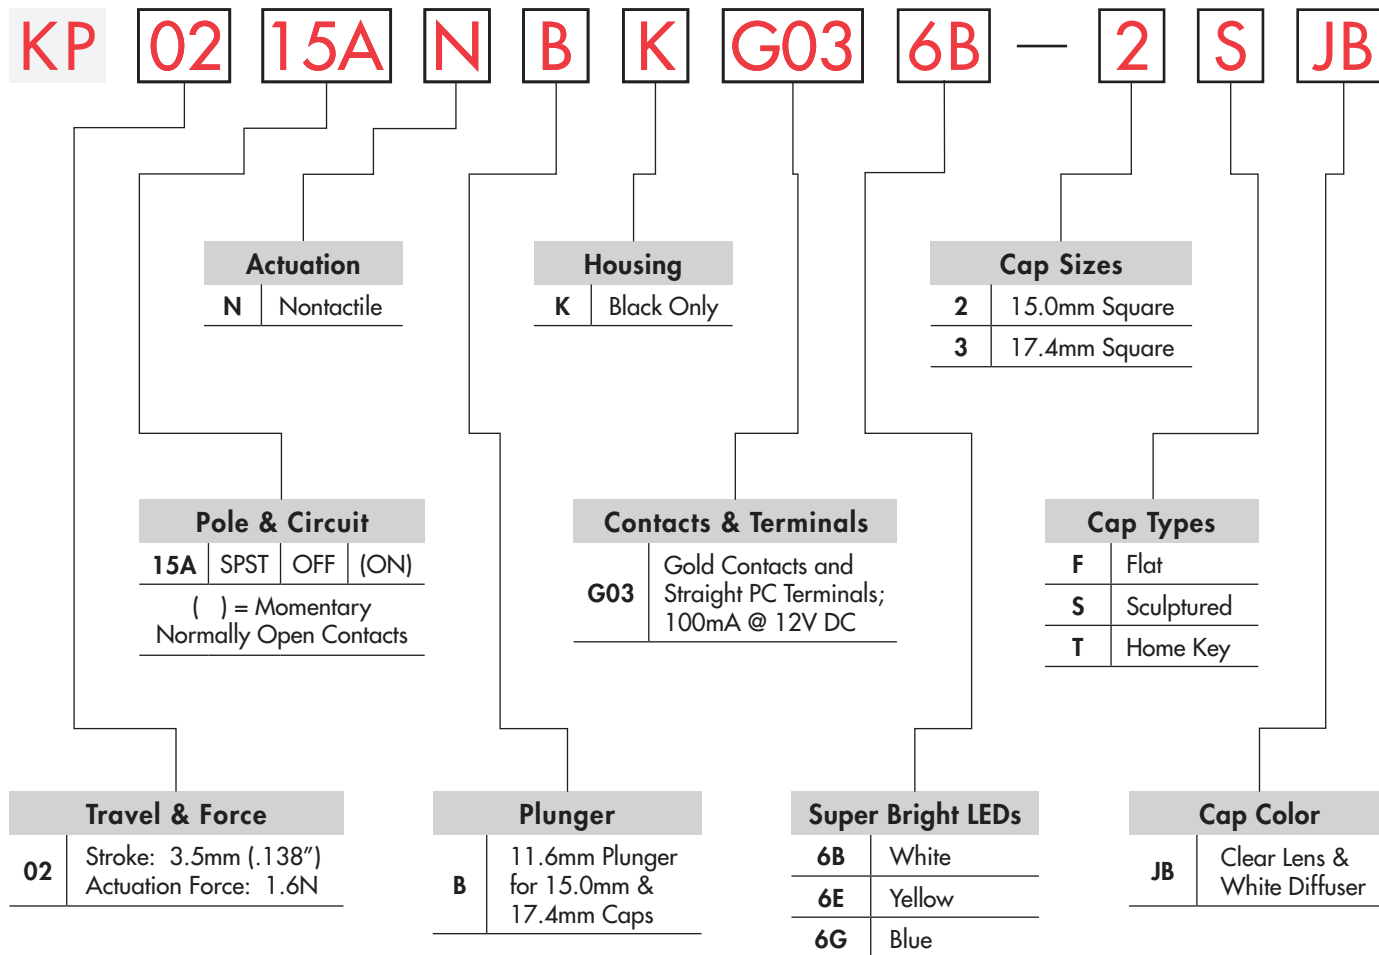 KP 02 15A N B K G03 6B — 2 S JB
Actuation
N Nontactile
Housing
K Black Only
Cap Sizes
2 15.0mm Square
3 17.4mm Square
Pole & Circuit
15A SPST OFF (ON)
( ) = Momentary
Normally Open Contacts
Contacts & Terminals
G03 Gold Contacts and
Straight PC Terminals;
100mA @ 12V DC
Cap Types
F Flat
S Sculptured
T Home Key
Travel & Force
02 Stroke: 3.5mm (.138″)
Actuation Force: 1.6N
Plunger
B 11.6mm Plunger
for 15.0mm &
17.4mm Caps
Super Bright LEDs
6B White
6E Yellow
6G Blue
Cap Color
JB Clear Lens &
White Diffuser